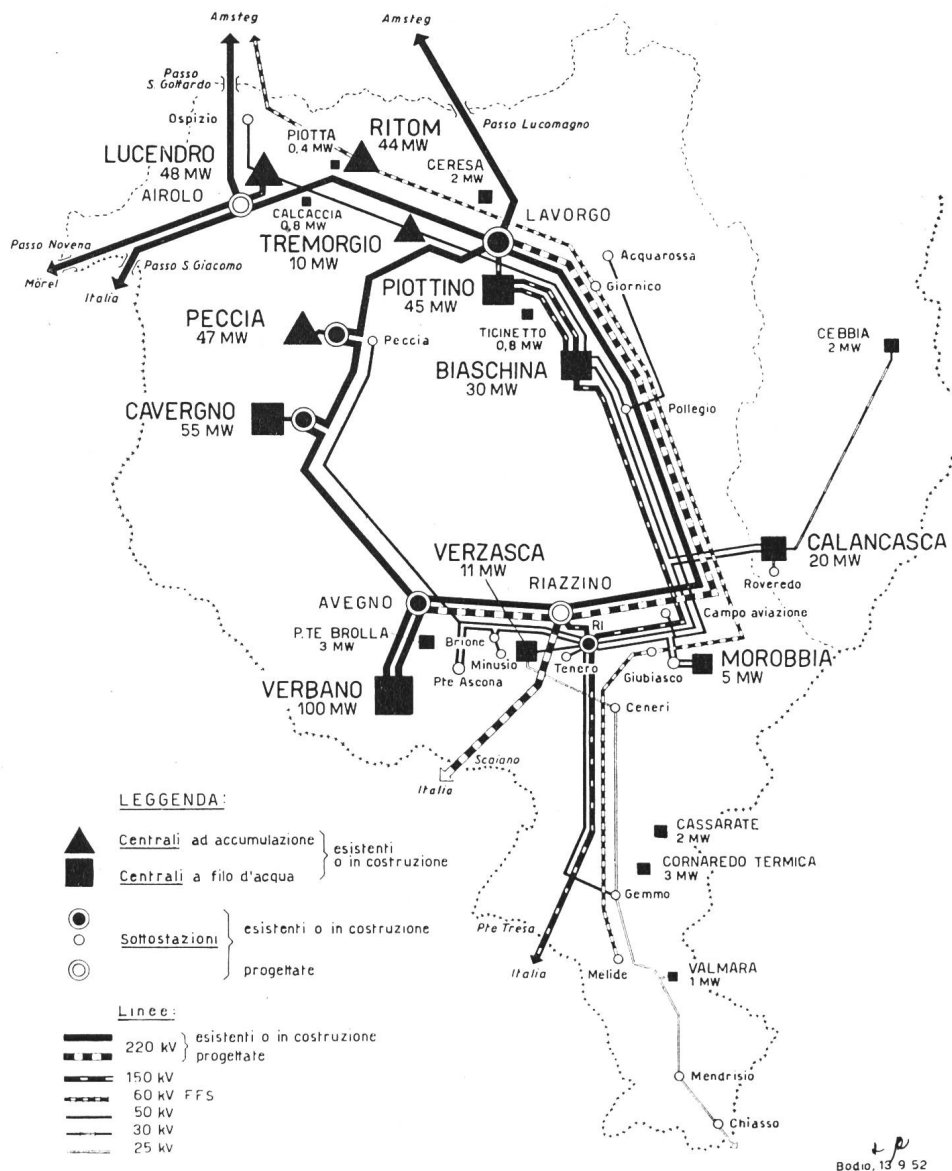 Amsteg
Amsteg
Passo
S. Gottardo
Ospizio
Passo Lucomagno
PIOTTA
0,4 MW
RITOM
44 MW
LUCENDRO
48 MW
CERESA
2 MW
AIROLO
CALCACCIA
0,8 MW
LAVORGO
TREMORGIO
10 MW
Passo Novena
Passo S. Giacomo
Mörel
Italia
Acquarossa
Giornico
PIOTTINO
45 MW
PECCIA
47 MW
Peccia
TICINETTO
0,8 MW
CEBBIA
2 MW
BIASCHINA
30 MW
CAVERGNO
55 MW
Pollegio
VERZASCA
11 MW
CALANCASCA
20 MW
Roveredo
RIAZZINO
AVEGNO
Campo aviazione
RI
P.TE BROLLA
3 MW
Brione
Minusio
Pte Ascona
Tenero
Giubiasco
MOROBBIA
5 MW
VERBANO
100 MW
Ceneri
Scaiano
Italia
LEGGENDA:
Centrali ad accumulazione
Centrali a filo d'acqua
esistenti
o in costruzione
Sottostazioni
esistenti o in costruzione
progettate
CASSARATE
2 MW
CORNAREDO TERMICA
3 MW
Gemmo
Pte Tresa
Italia
Melide
VALMARA
1 MW
Mendrisio
Chiasso
Linee:
220 kV
esistenti o in costruzione
progettate
150 kV
60 kV FFS
50 kV
30 kV
25 kV
Bodio, 13 9 52